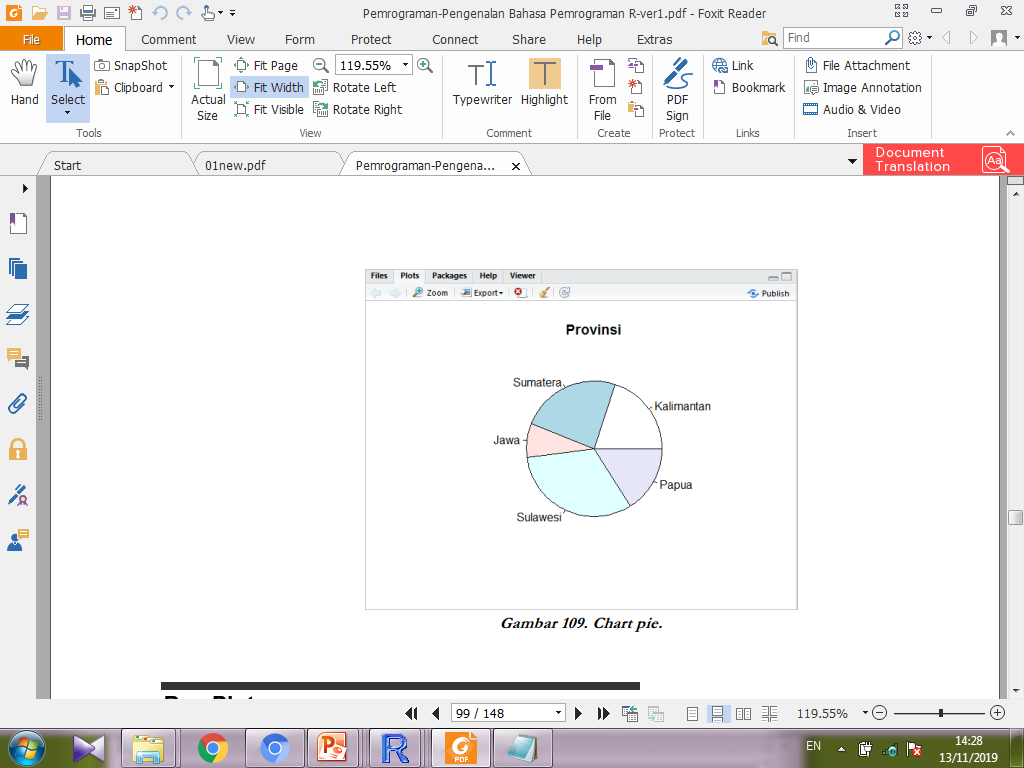 Pemrograman-Pengenalan Bahasa Pemrograman R-ver1.pdf - Foxit Reader
File Home Comment View Form Protect Connect Share Help Extras Find
Hand
Select
SnapShot
Clipboard
Tools
Actual
Size
Fit Page
Fit Width
Fit Visible
119.55%
Rotate Left
Rotate Right
View
Typewriter
Highlight
Comment
From
File
Create
PDF
Sign
Protect
Link
Bookmark
Links
File Attachment
Image Annotation
Audio & Video
Insert
Start 01new.pdf Pemrograman-Pengena...
Document
Translation
Aa
Files Plots Packages Help Viewer
Zoom Export Publish
Provinsi
Sumatera
Kalimantan
Jawa
Papua
Sulawesi
Gambar 109. Chart pie.
99 / 148 119.55%
PDF
EN
14:28
13/11/2019